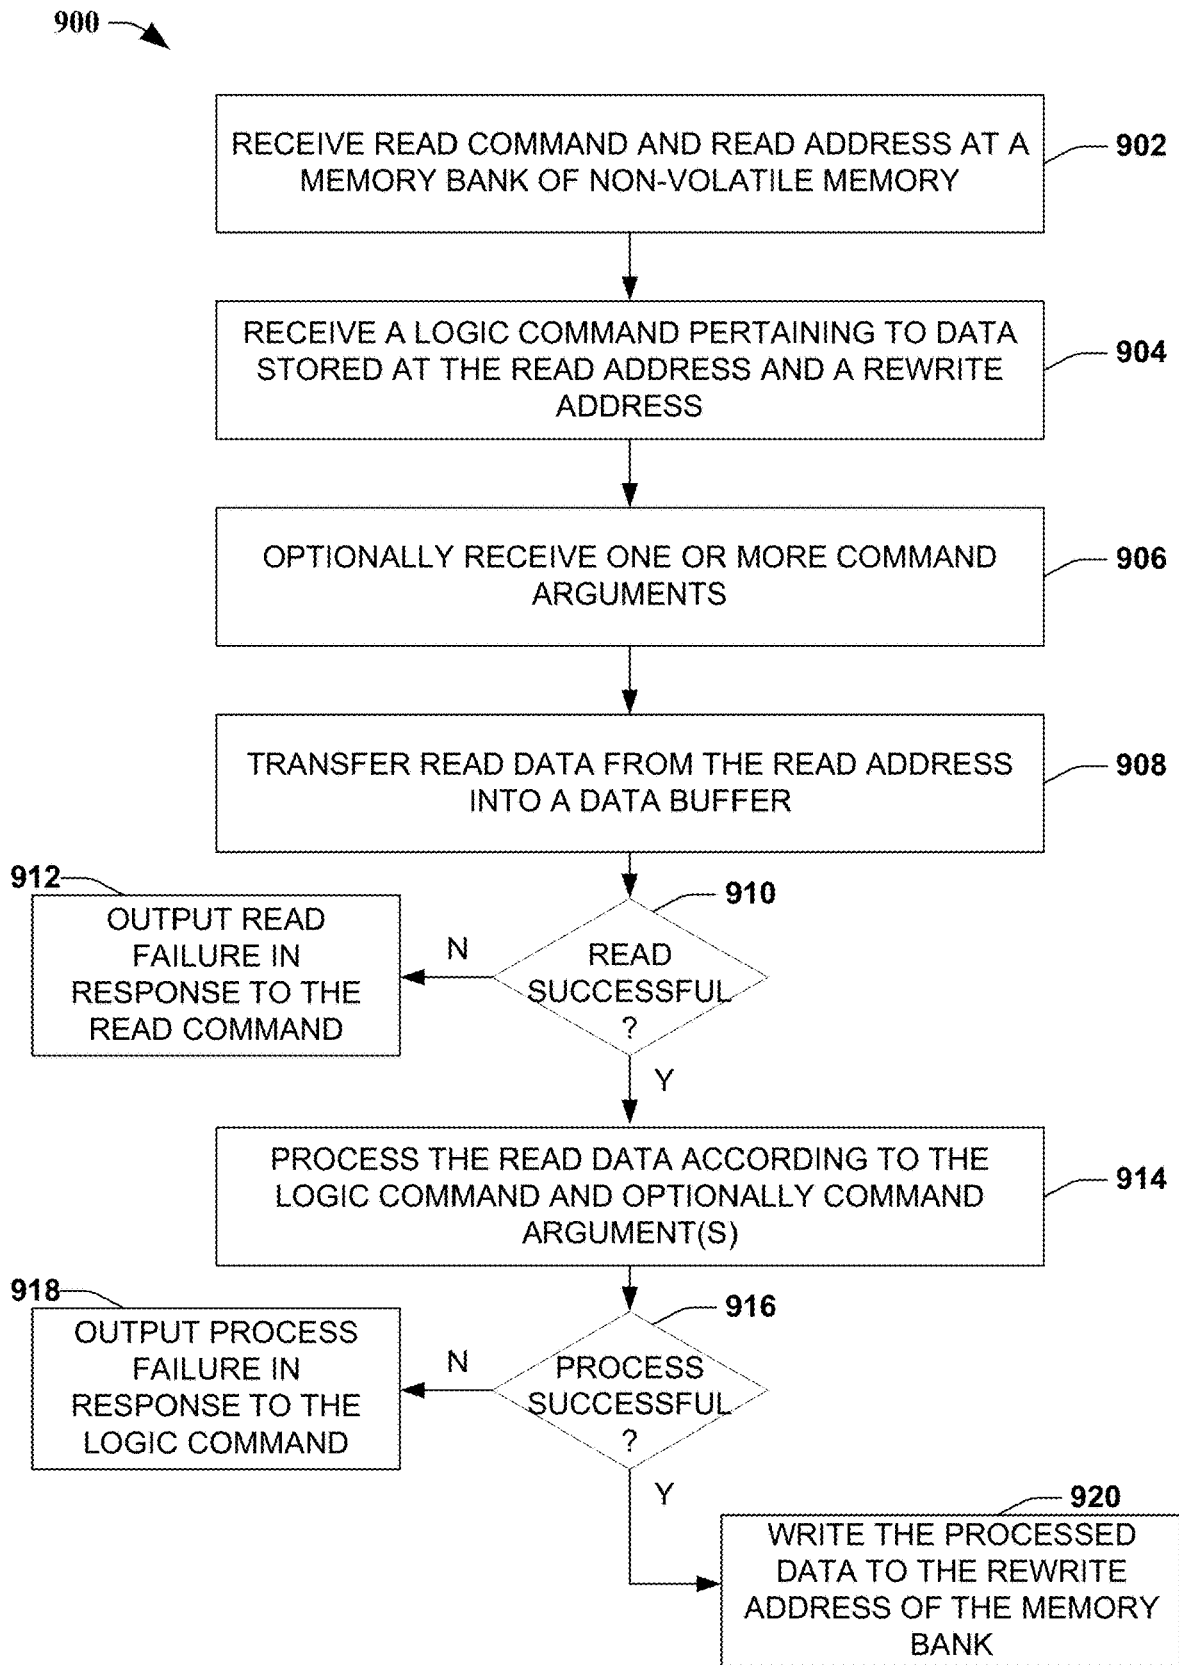 900
RECEIVE READ COMMAND AND READ ADDRESS AT A
MEMORY BANK OF NON-VOLATILE MEMORY
902
RECEIVE A LOGIC COMMAND PERTAINING TO DATA
STORED AT THE READ ADDRESS AND A REWRITE
ADDRESS
904
OPTIONALLY RECEIVE ONE OR MORE COMMAND
ARGUMENTS
906
TRANSFER READ DATA FROM THE READ ADDRESS
INTO A DATA BUFFER
908
912
OUTPUT READ
FAILURE IN
RESPONSE TO THE
READ COMMAND
N
910
READ
SUCCESSFUL
?
Y
PROCESS THE READ DATA ACCORDING TO THE
LOGIC COMMAND AND OPTIONALLY COMMAND
ARGUMENT(S)
914
918
OUTPUT PROCESS
FAILURE IN
RESPONSE TO THE
LOGIC COMMAND
N
916
PROCESS
SUCCESSFUL
?
Y
920
WRITE THE PROCESSED
DATA TO THE REWRITE
ADDRESS OF THE MEMORY
BANK